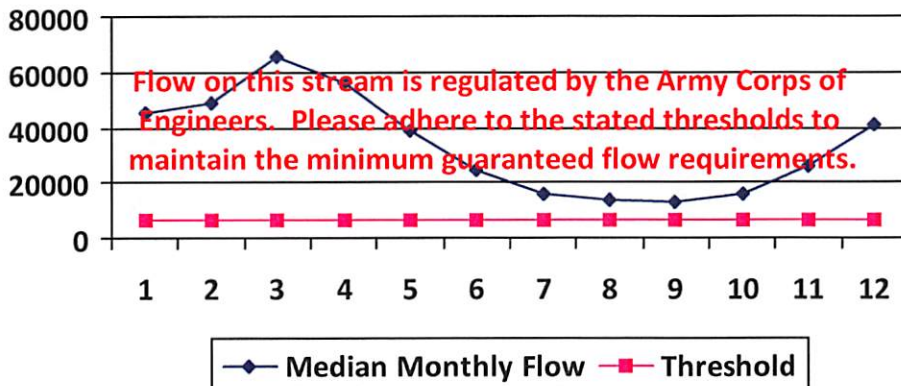 80000
60000
40000
20000
0
Flow on this stream is regulated by the Army Corps of
Engineers. Please adhere to the stated thresholds to
maintain the minimum guaranteed flow requirements.
1 2 3 4 5 6 7 8 9 10 11 12
Median Monthly Flow Threshold